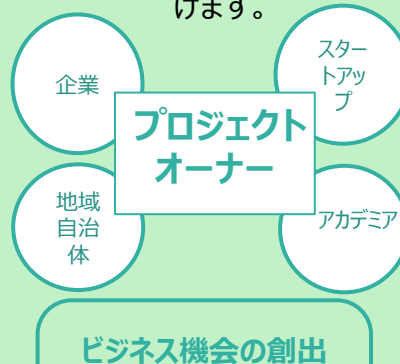 けます。
企業
スター
トアッ
プ
プロジェクト
オーナー
地域
自治
体
アカデミア
ビジネス機会の創出